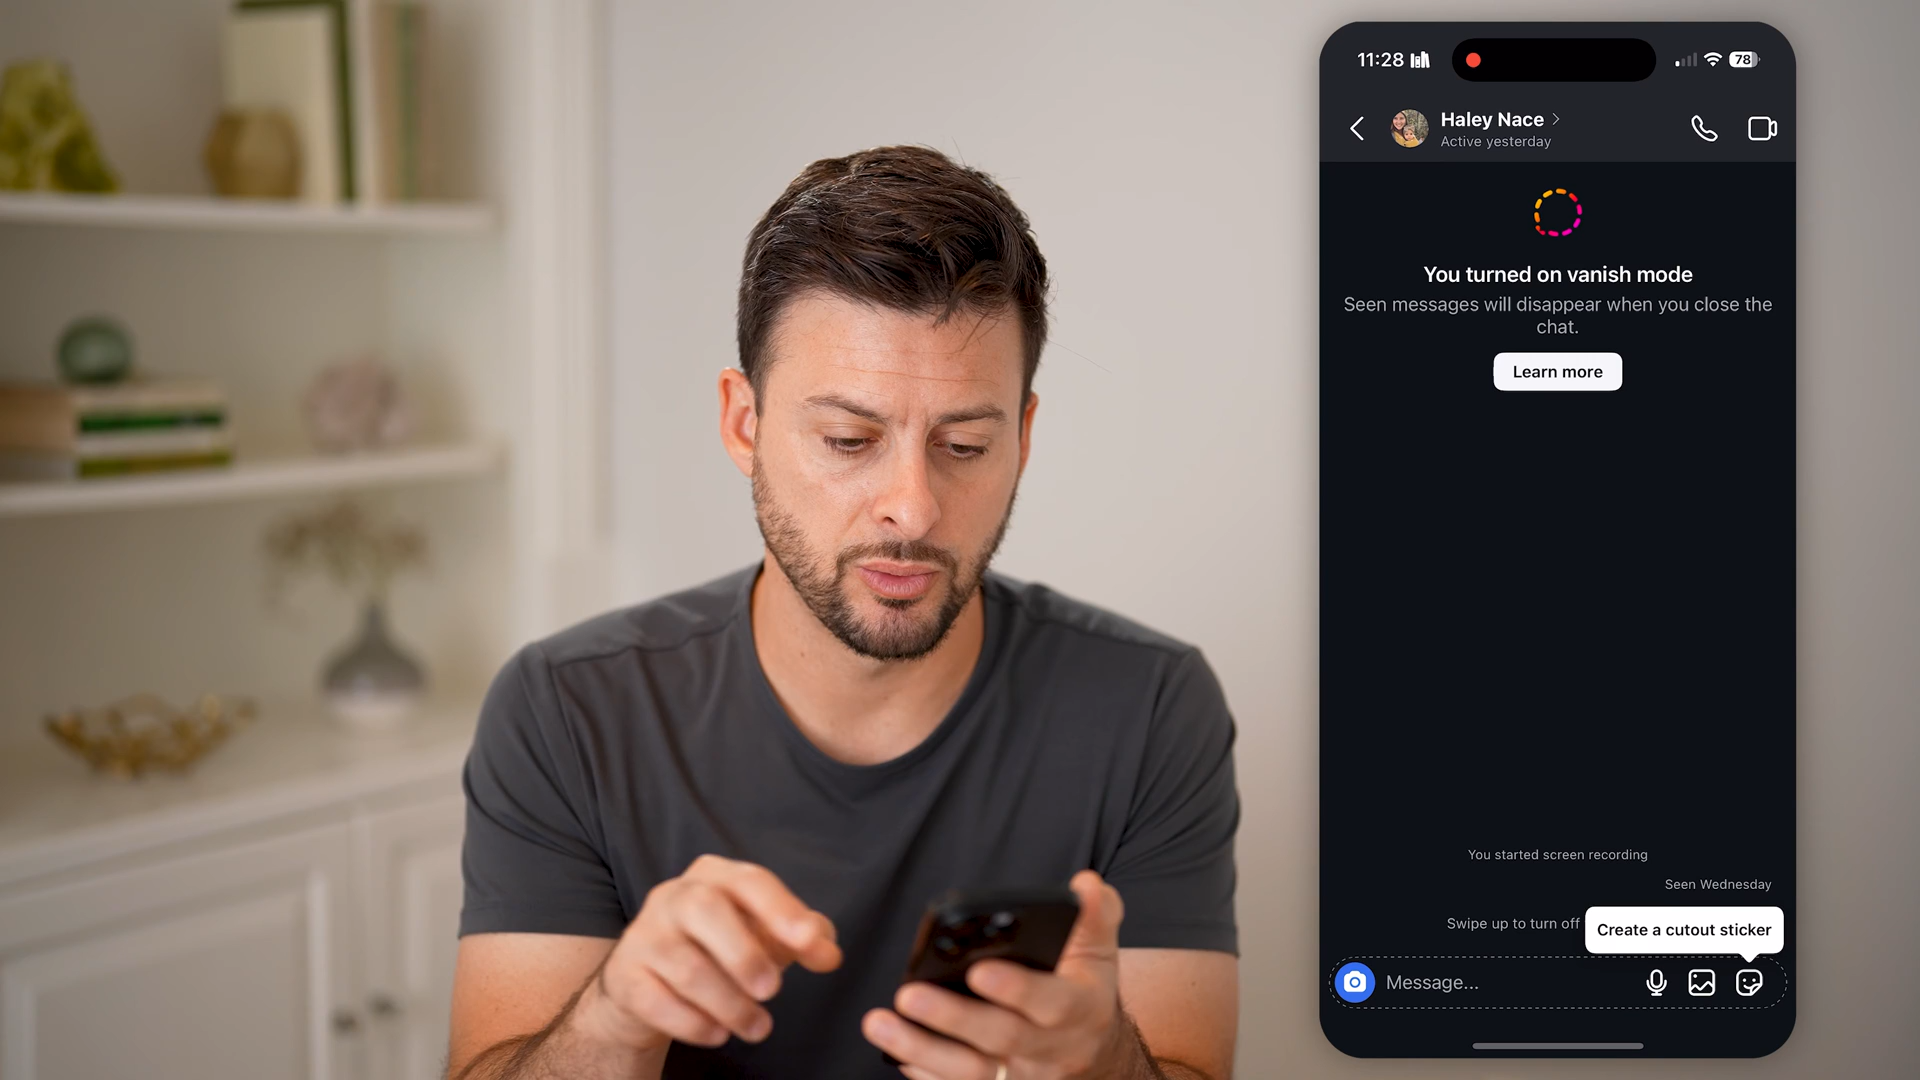 11:28
78
Haley Nace
Active yesterday
You turned on vanish mode
Seen messages will disappear when you close the
chat.
Learn more
You started screen recording
Seen Wednesday
Swipe up to turn off
Create a cutout sticker
Message...